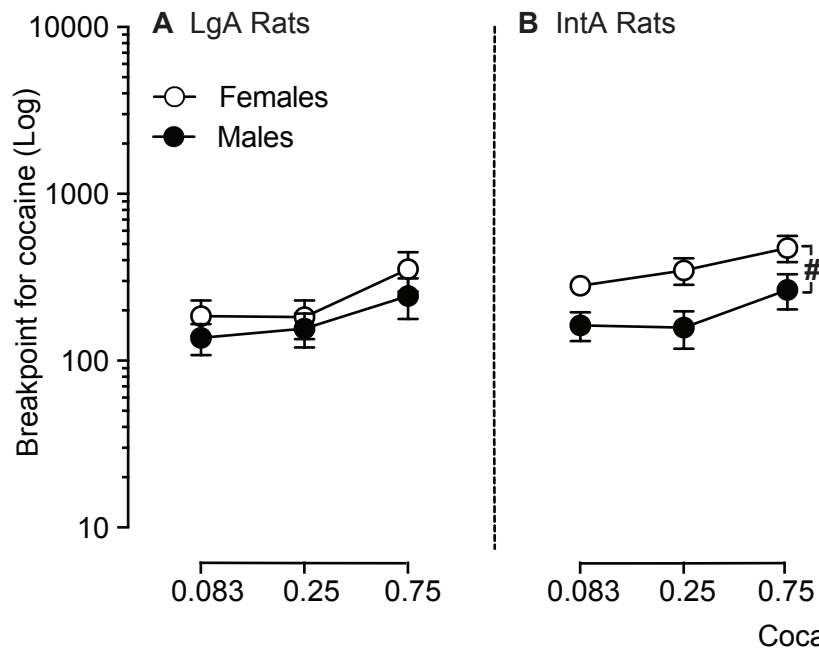 A LgA Rats
B IntA Rats
Females
Males
Breakpoint for cocaine (Log)
10000
1000
100
10
#
0.083 0.25 0.75
0.083 0.25 0.75
Coca